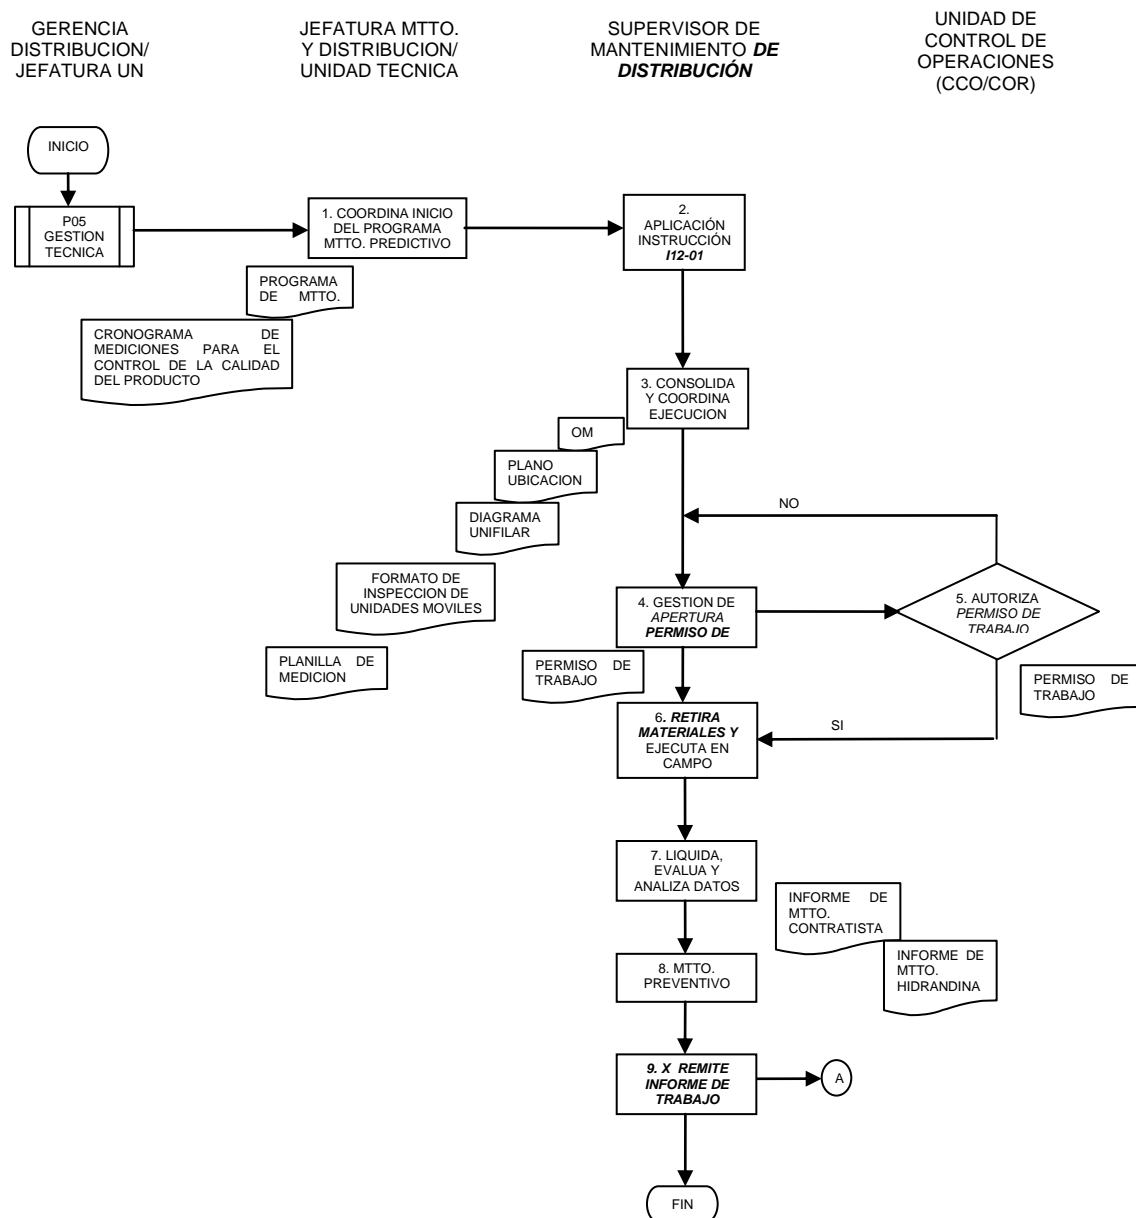 GERENCIA
DISTRIBUCION/
JEFATURA UN
JEFATURA MTTO.
Y DISTRIBUCION/
UNIDAD TECNICA
SUPERVISOR DE
MANTENIMIENTO DE
DISTRIBUCIÓN
UNIDAD DE
CONTROL DE
OPERACIONES
(CCO/COR)
INICIO
P05
GESTION
TECNICA
1. COORDINA INICIO
DEL PROGRAMA
MTTO. PREDICTIVO
2.
APLICACIÓN
INSTRUCCIÓN
I12-01
PROGRAMA
DE MTTO.
CRONOGRAMA DE
MEDICIONES PARA EL
CONTROL DE LA CALIDAD
DEL PRODUCTO
3. CONSOLIDA
Y COORDINA
EJECUCION
OM
PLANO
UBICACION
DIAGRAMA
UNIFILAR
NO
FORMATO DE
INSPECCION DE
UNIDADES MOVILES
4. GESTION DE
APERTURA
PERMISO DE
5. AUTORIZA
PERMISO DE
TRABAJO
PLANILLA DE
MEDICION
PERMISO DE
TRABAJO
PERMISO DE
TRABAJO
6. RETIRA
MATERIALES Y
EJECUTA EN
CAMPO
SI
7. LIQUIDA,
EVALUA Y
ANALIZA DATOS
INFORME DE
MTTO.
CONTRATISTA
INFORME DE
MTTO.
HIDRANDINA
8. MTTO.
PREVENTIVO
9. X REMITE
INFORME DE
TRABAJO
A
FIN